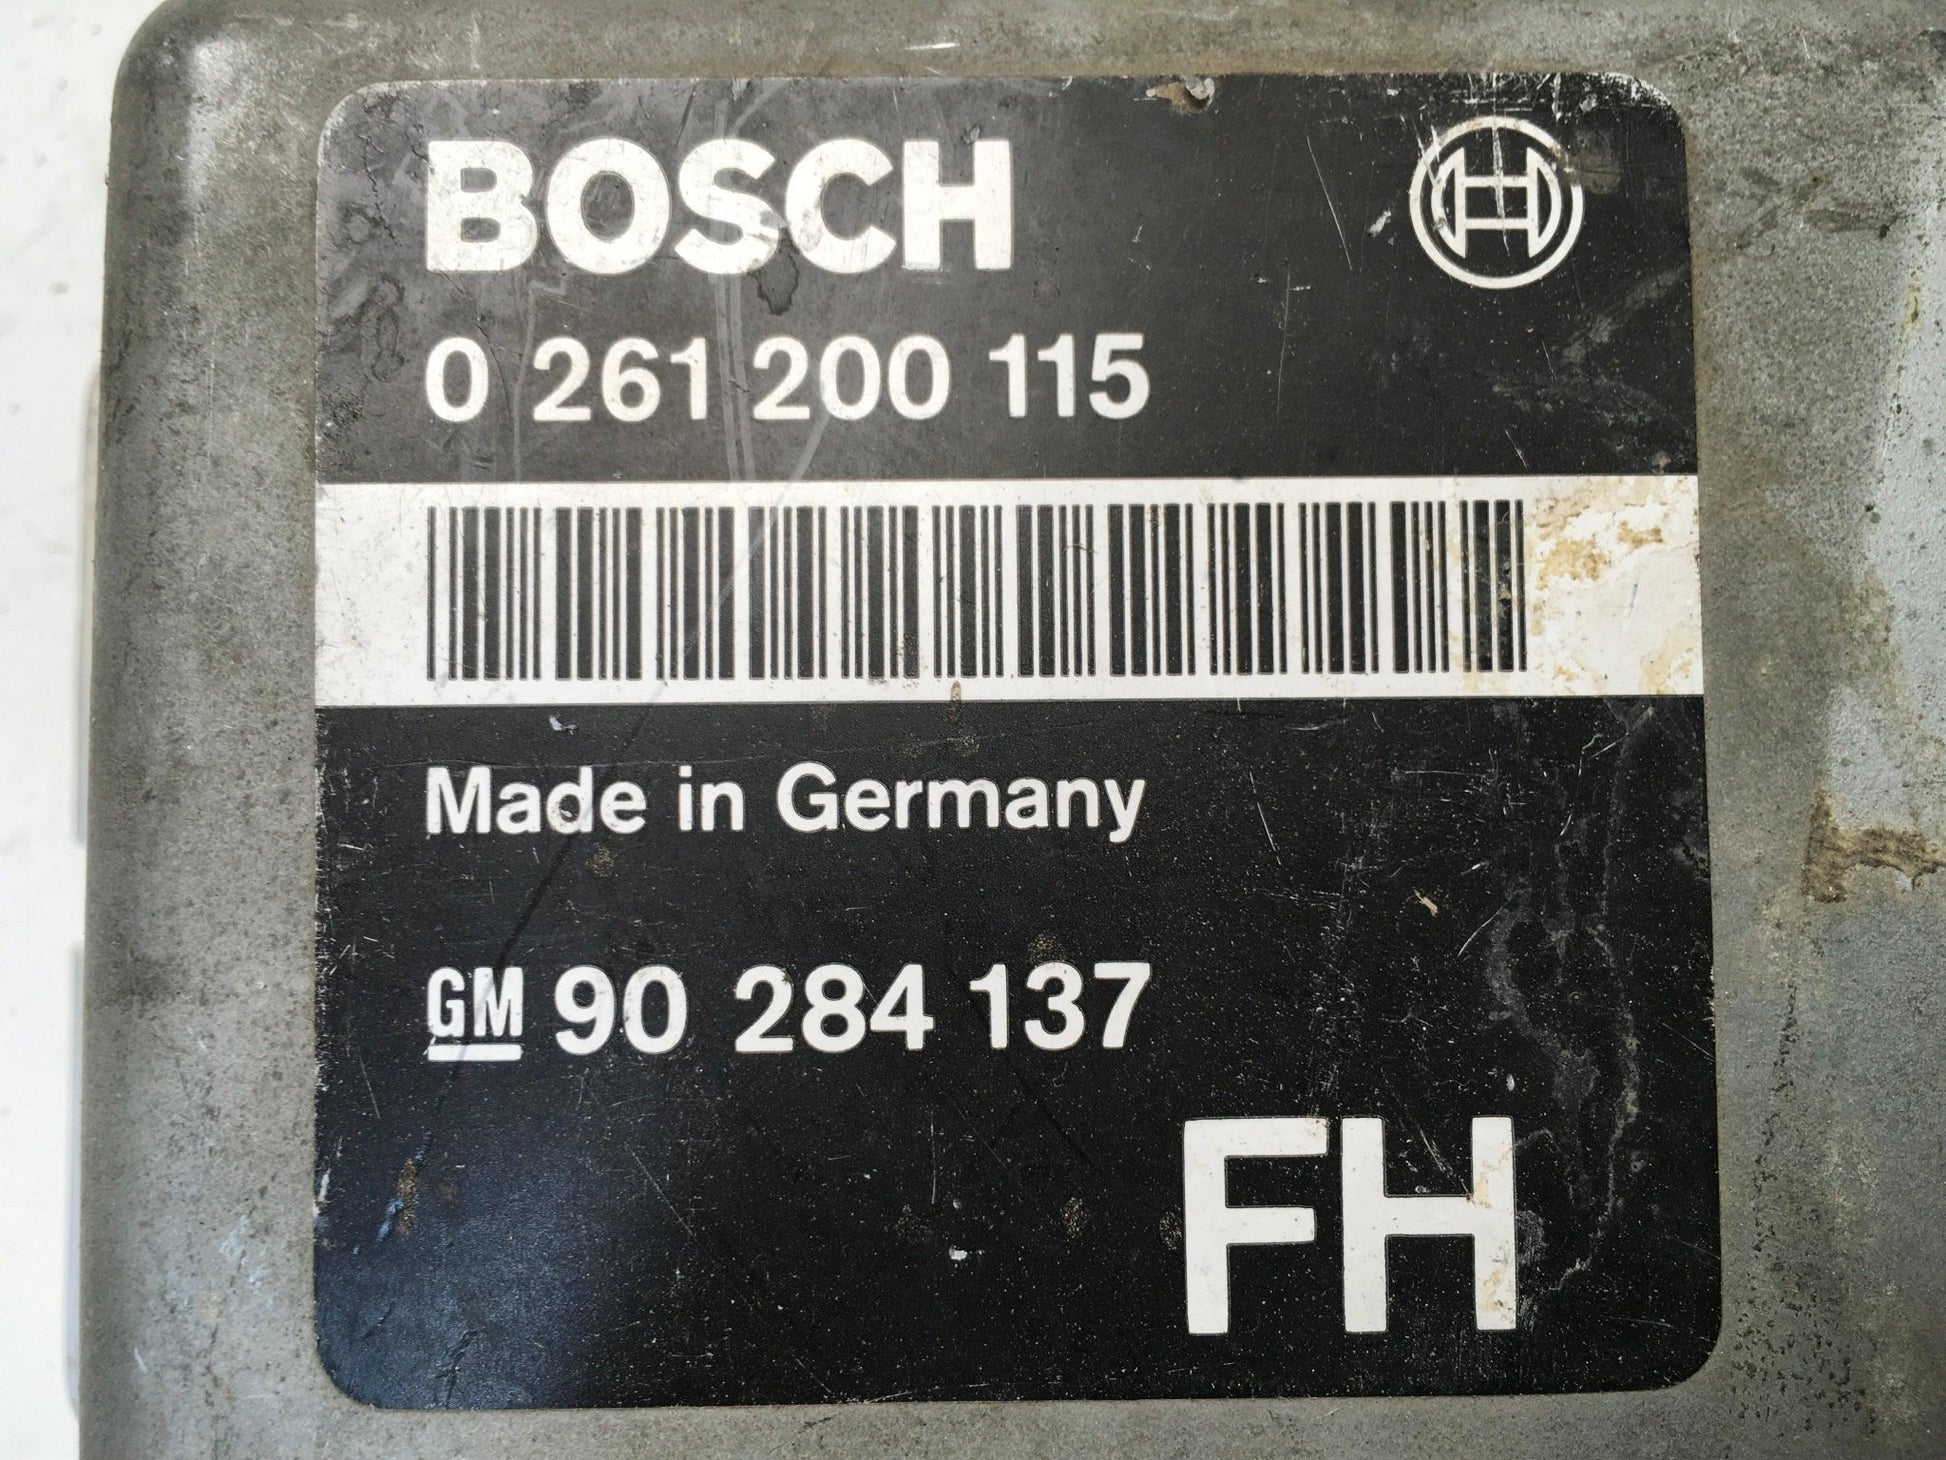 BOSCH
0 261 200 115
Made in Germany
GM 90 284 137
FH